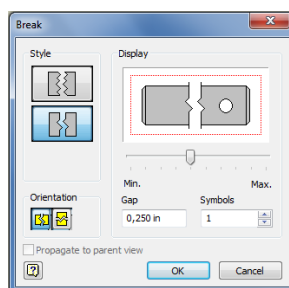 Break
Style
Display
Min.
Max.
Gap
Symbols
0,250 in
1
Orientation
Propagate to parent view
?
OK
Cancel